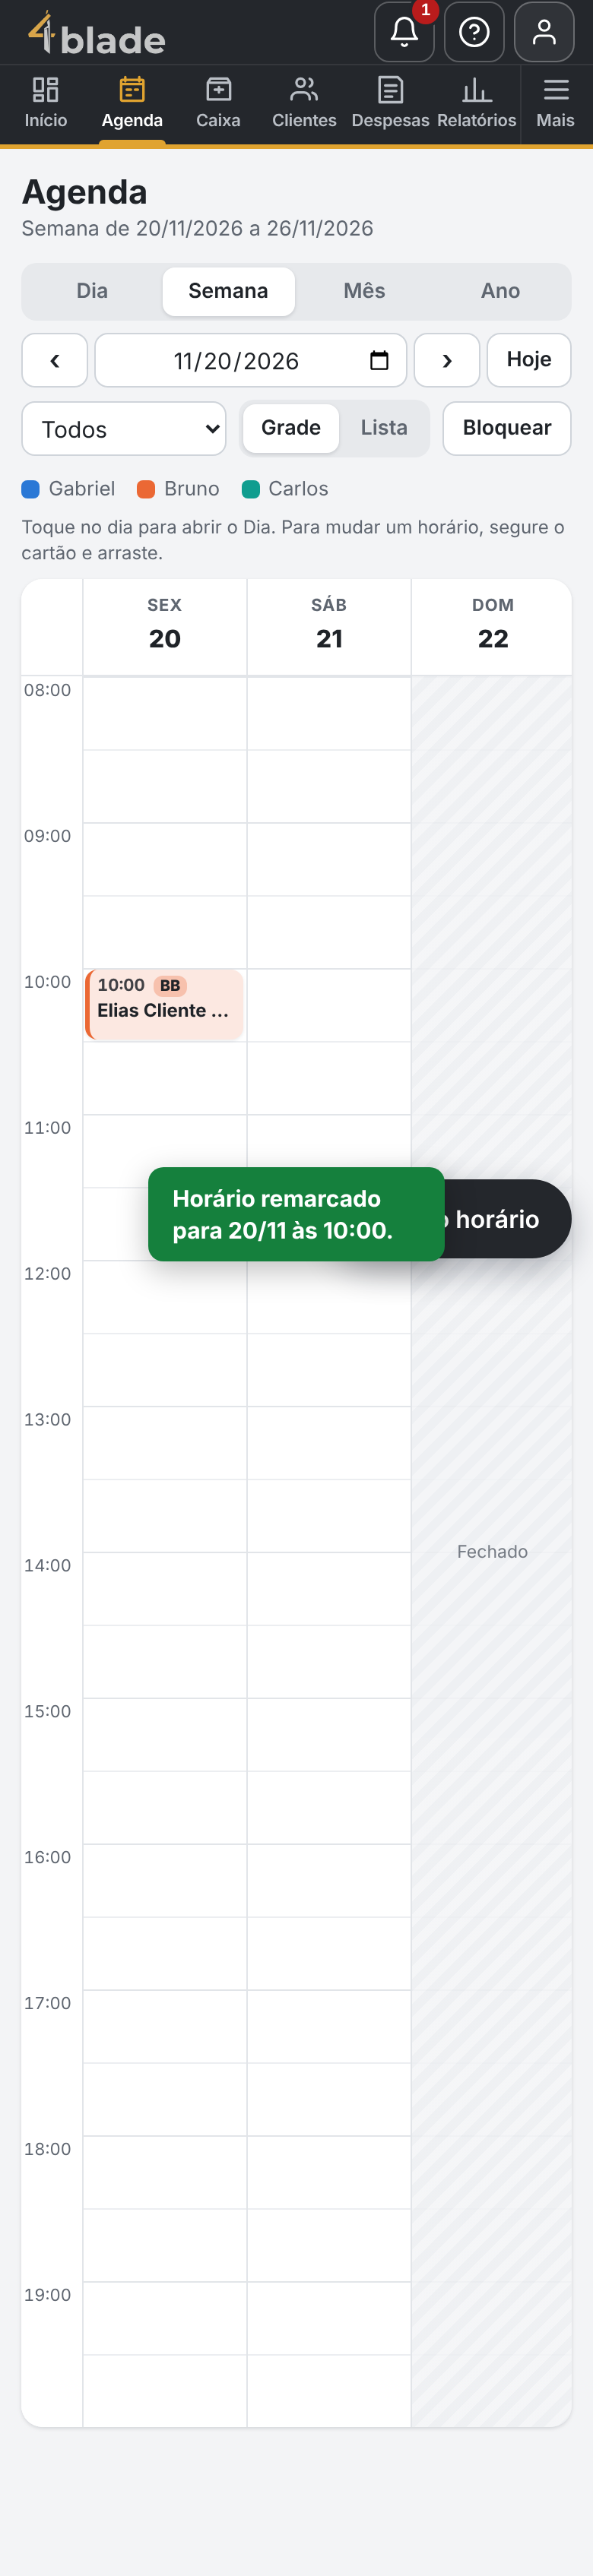 4blade
1
Início
Agenda
Caixa
Clientes
Despesas
Relatórios
Mais
Agenda
Semana de 20/11/2026 a 26/11/2026
Dia
Semana
Mês
Ano
‹
11/20/2026
›
Hoje
Todos
Grade
Lista
Bloquear
Gabriel
Bruno
Carlos
Toque no dia para abrir o Dia. Para mudar um horário, segure o
cartão e arraste.
SEX
20
SÁB
21
DOM
22
08:00
09:00
10:00
10:00 BB
Elias Cliente ...
11:00
Horário remarcado
para 20/11 às 10:00.
horário
12:00
13:00
Fechado
14:00
15:00
16:00
17:00
18:00
19:00